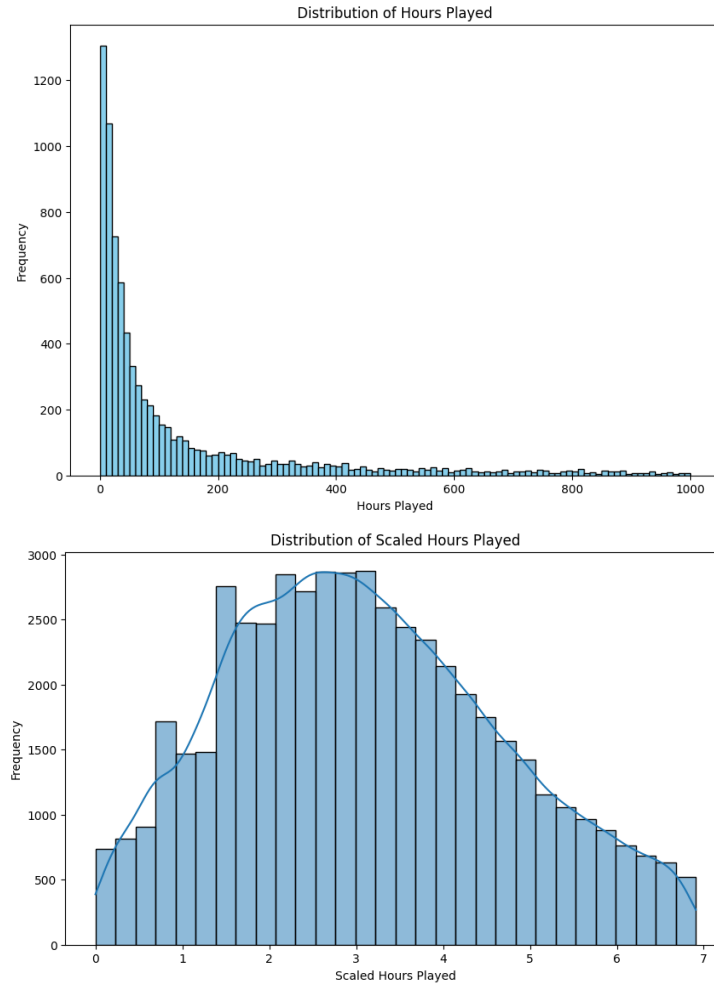 Distribution of Hours Played
1200
1000
800
600
400
200
0
Frequency
0 200 400 600 800 1000
Hours Played
Distribution of Scaled Hours Played
3000
2500
2000
1500
1000
500
0
Frequency
0 1 2 3 4 5 6 7
Scaled Hours Played